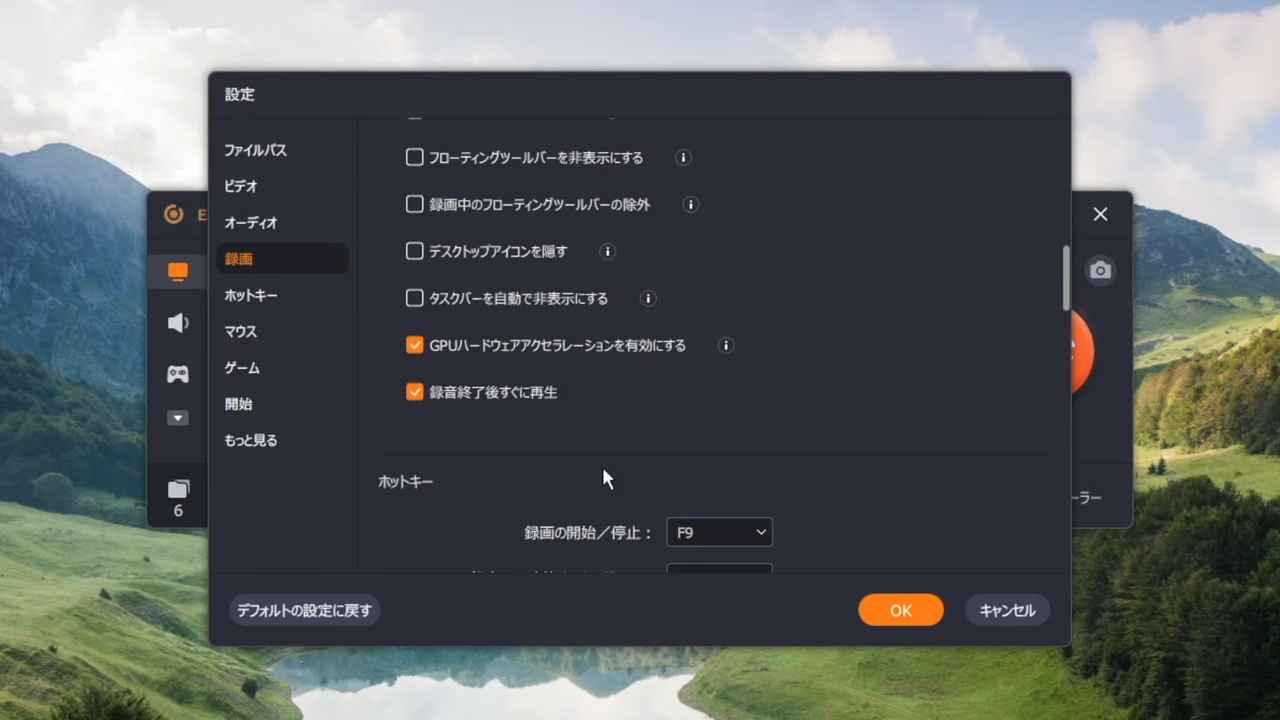 設定
ファイルパス
ビデオ
オーディオ
録画
ホットキー
マウス
ゲーム
開始
もっと見る
フローティングツールバーを非表示にする
録画中のフローティングツールバーの除外
デスクトップアイコンを隠す
タスクバーを自動で非表示にする
GPUハードウェアアクセラレーションを有効にする
録音終了後すぐに再生
ホットキー
録画の開始／停止： F9
デフォルトの設定に戻す
OK
キャンセル
E
6
ーラー